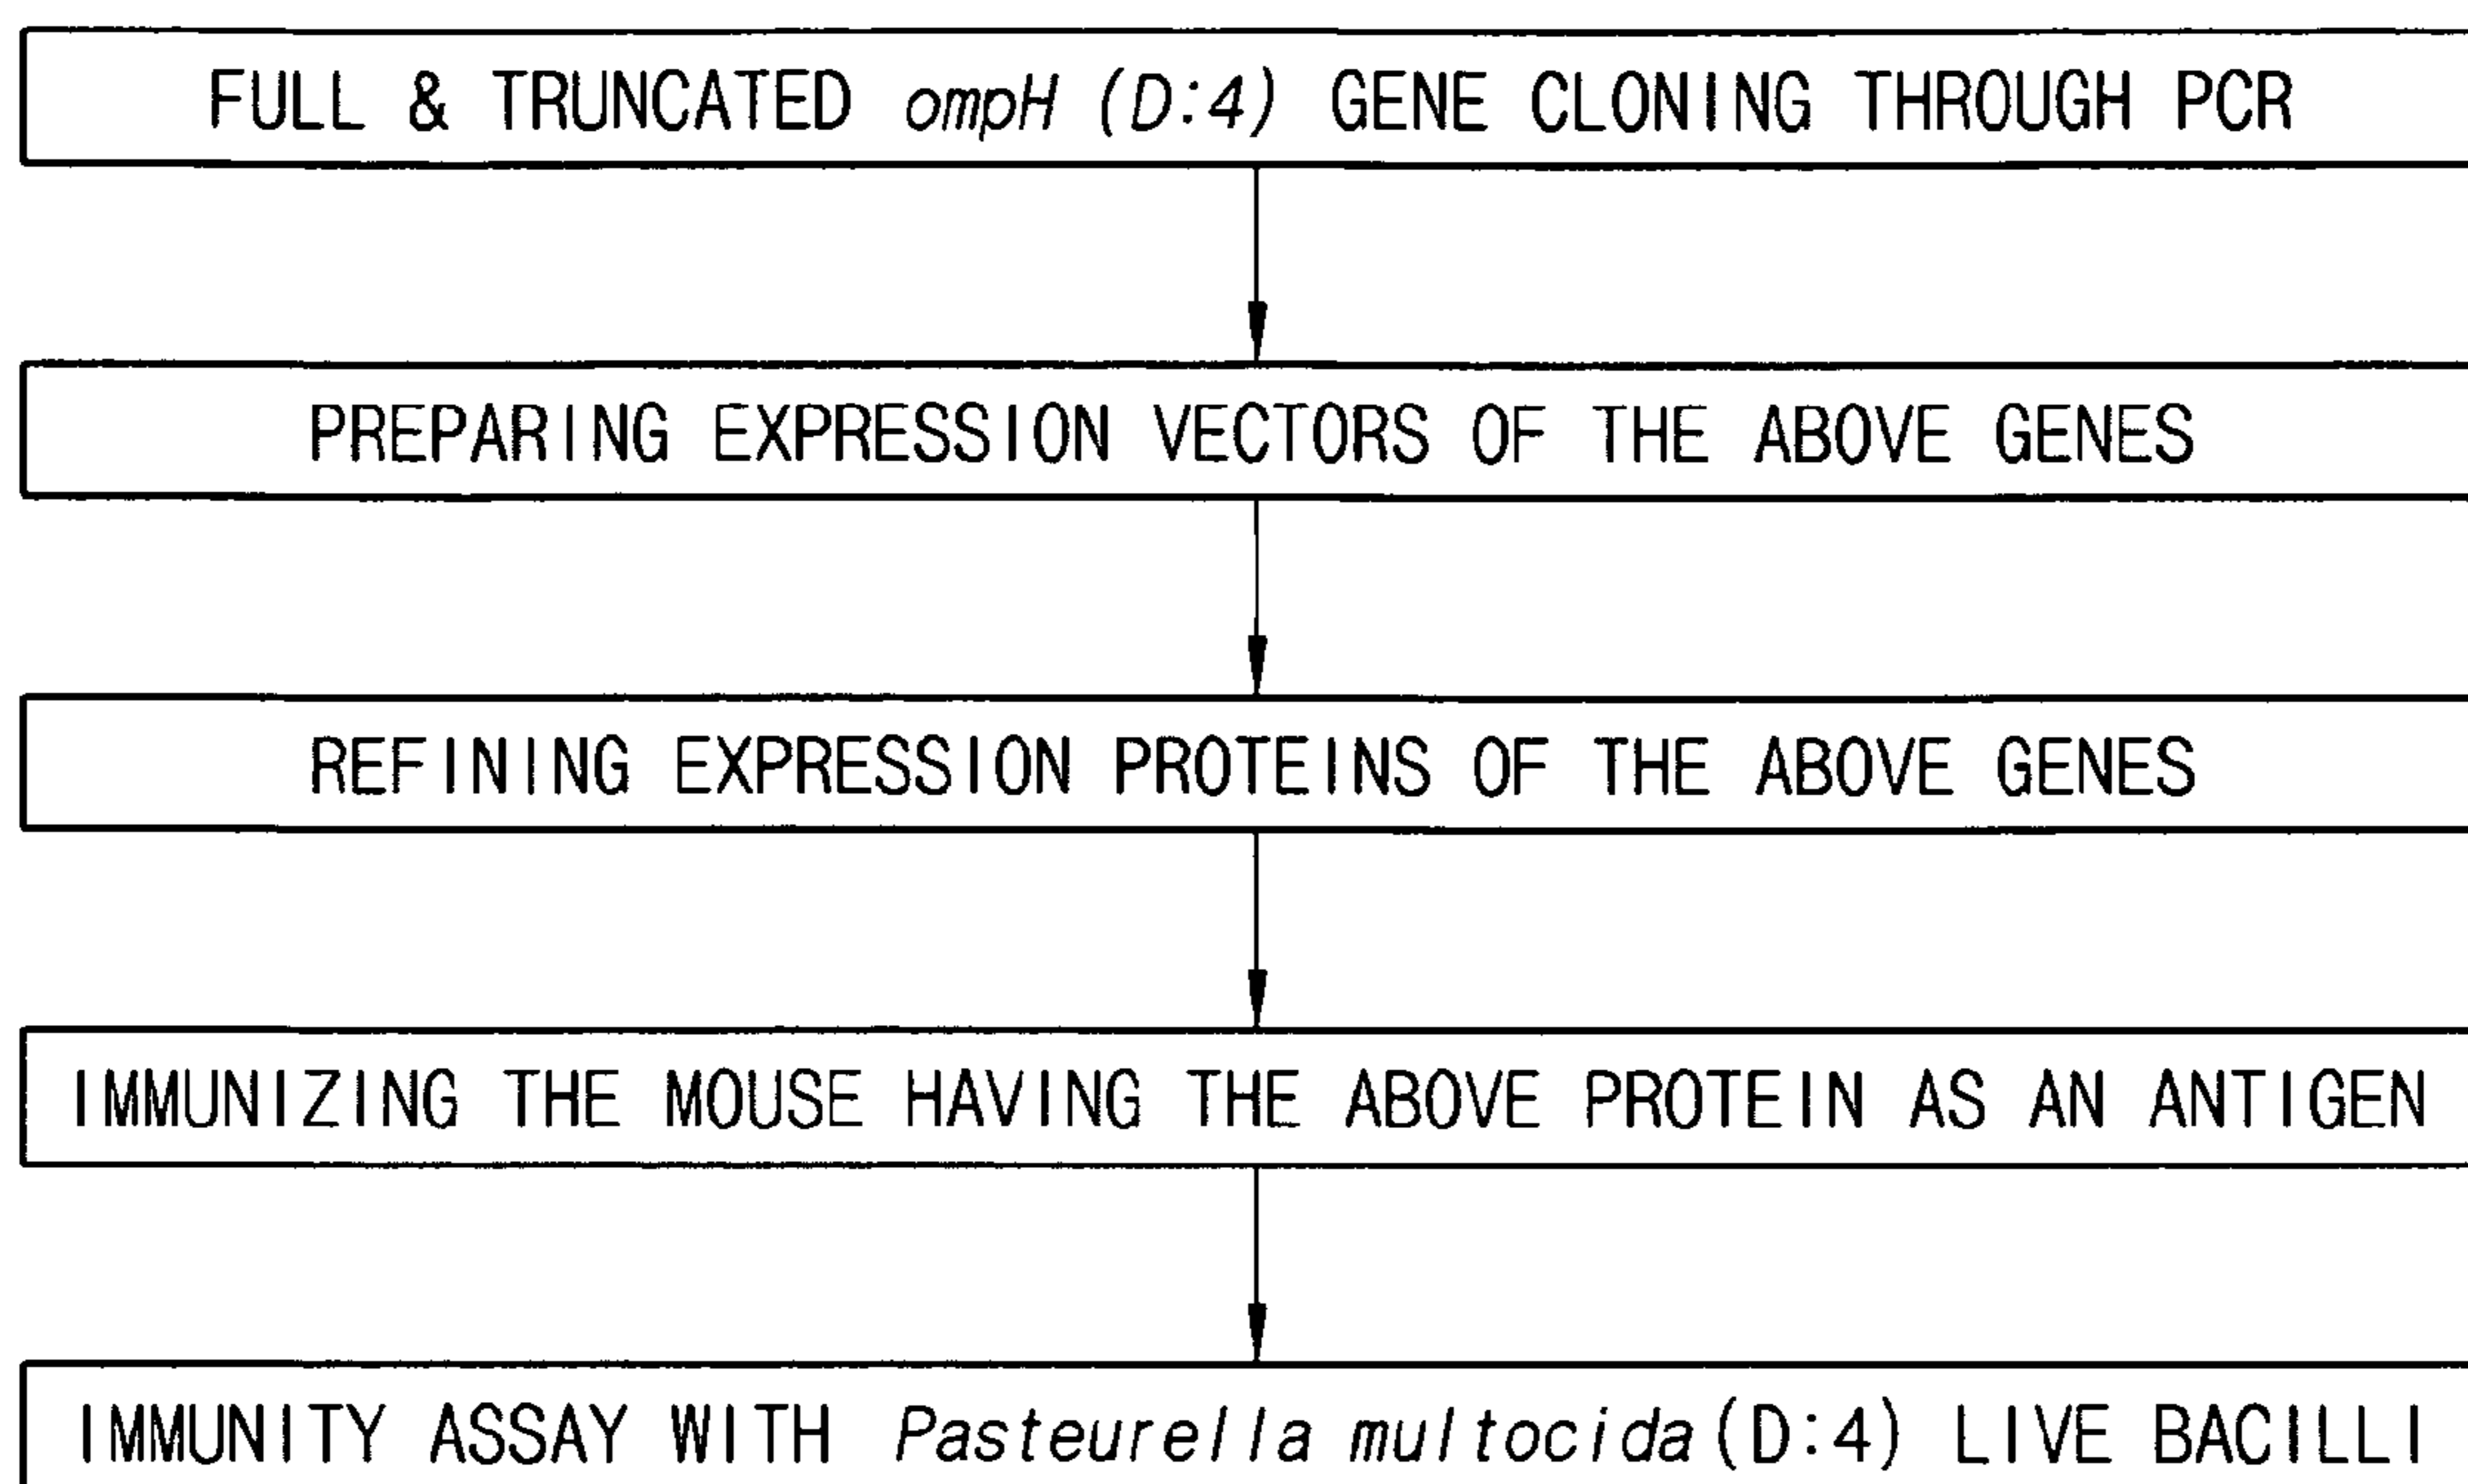 FULL & TRUNCATED ompH (D:4) GENE CLONING THROUGH PCR
PREPARING EXPRESSION VECTORS OF THE ABOVE GENES
REFINING EXPRESSION PROTEINS OF THE ABOVE GENES
IMMUNIZING THE MOUSE HAVING THE ABOVE PROTEIN AS AN ANTIGEN
IMMUNITY ASSAY WITH Pasteurella multocida(D:4) LIVE BACILLI